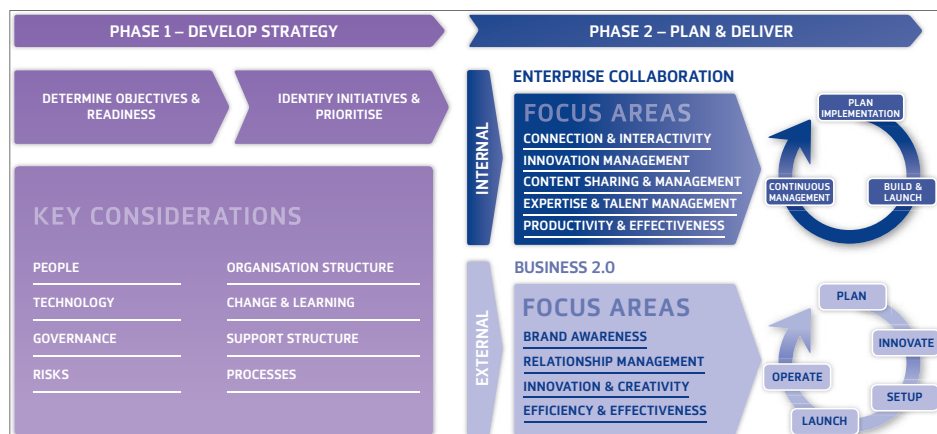 PHASE 1 – DEVELOP STRATEGY
DETERMINE OBJECTIVES &
READINESS
IDENTIFY INITIATIVES &
PRIORITISE
KEY CONSIDERATIONS
PEOPLE
TECHNOLOGY
GOVERNANCE
RISKS
ORGANISATION STRUCTURE
CHANGE & LEARNING
SUPPORT STRUCTURE
PROCESSES
PHASE 2 – PLAN & DELIVER
INTERNAL
ENTERPRISE COLLABORATION
FOCUS AREAS
CONNECTION & INTERACTIVITY
INNOVATION MANAGEMENT
CONTENT SHARING & MANAGEMENT
EXPERTISE & TALENT MANAGEMENT
PRODUCTIVITY & EFFECTIVENESS
PLAN
IMPLEMENTATION
BUILD &
LAUNCH
CONTINUOUS
MANAGEMENT
EXTERNAL
BUSINESS 2.0
FOCUS AREAS
BRAND AWARENESS
RELATIONSHIP MANAGEMENT
INNOVATION & CREATIVITY
EFFICIENCY & EFFECTIVENESS
PLAN
INNOVATE
SETUP
LAUNCH
OPERATE